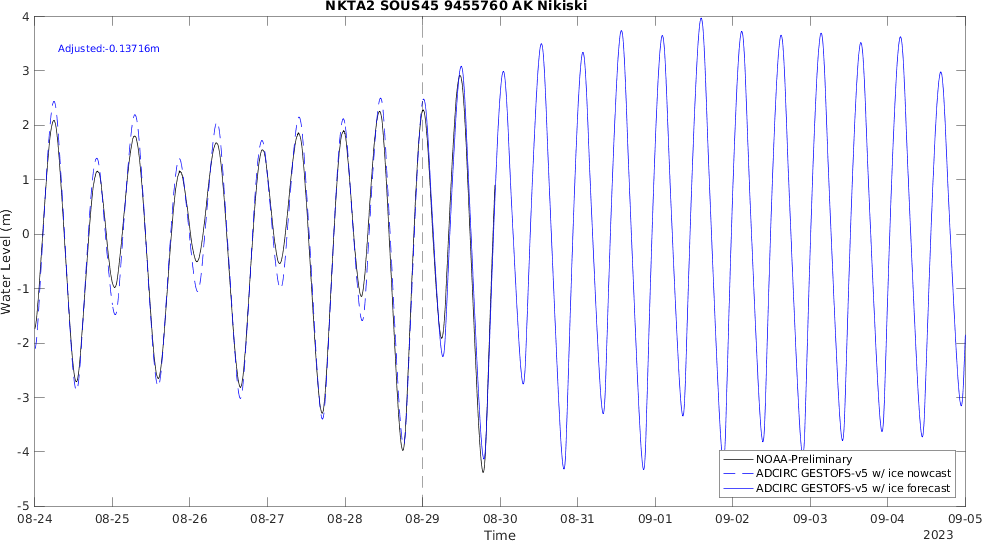 NKTA2 SOUS45 9455760 AK Nikiski
Adjusted:-0.13716m
4
3
2
1
0
-1
-2
-3
-4
-5
Water Level (m)
NOAA-Preliminary
ADCIRC GESTOFS-v5 w/ ice nowcast
ADCIRC GESTOFS-v5 w/ ice forecast
08-24 08-25 08-26 08-27 08-28 08-29 08-30 08-31 09-01 09-02 09-03 09-04 09-05
Time
2023